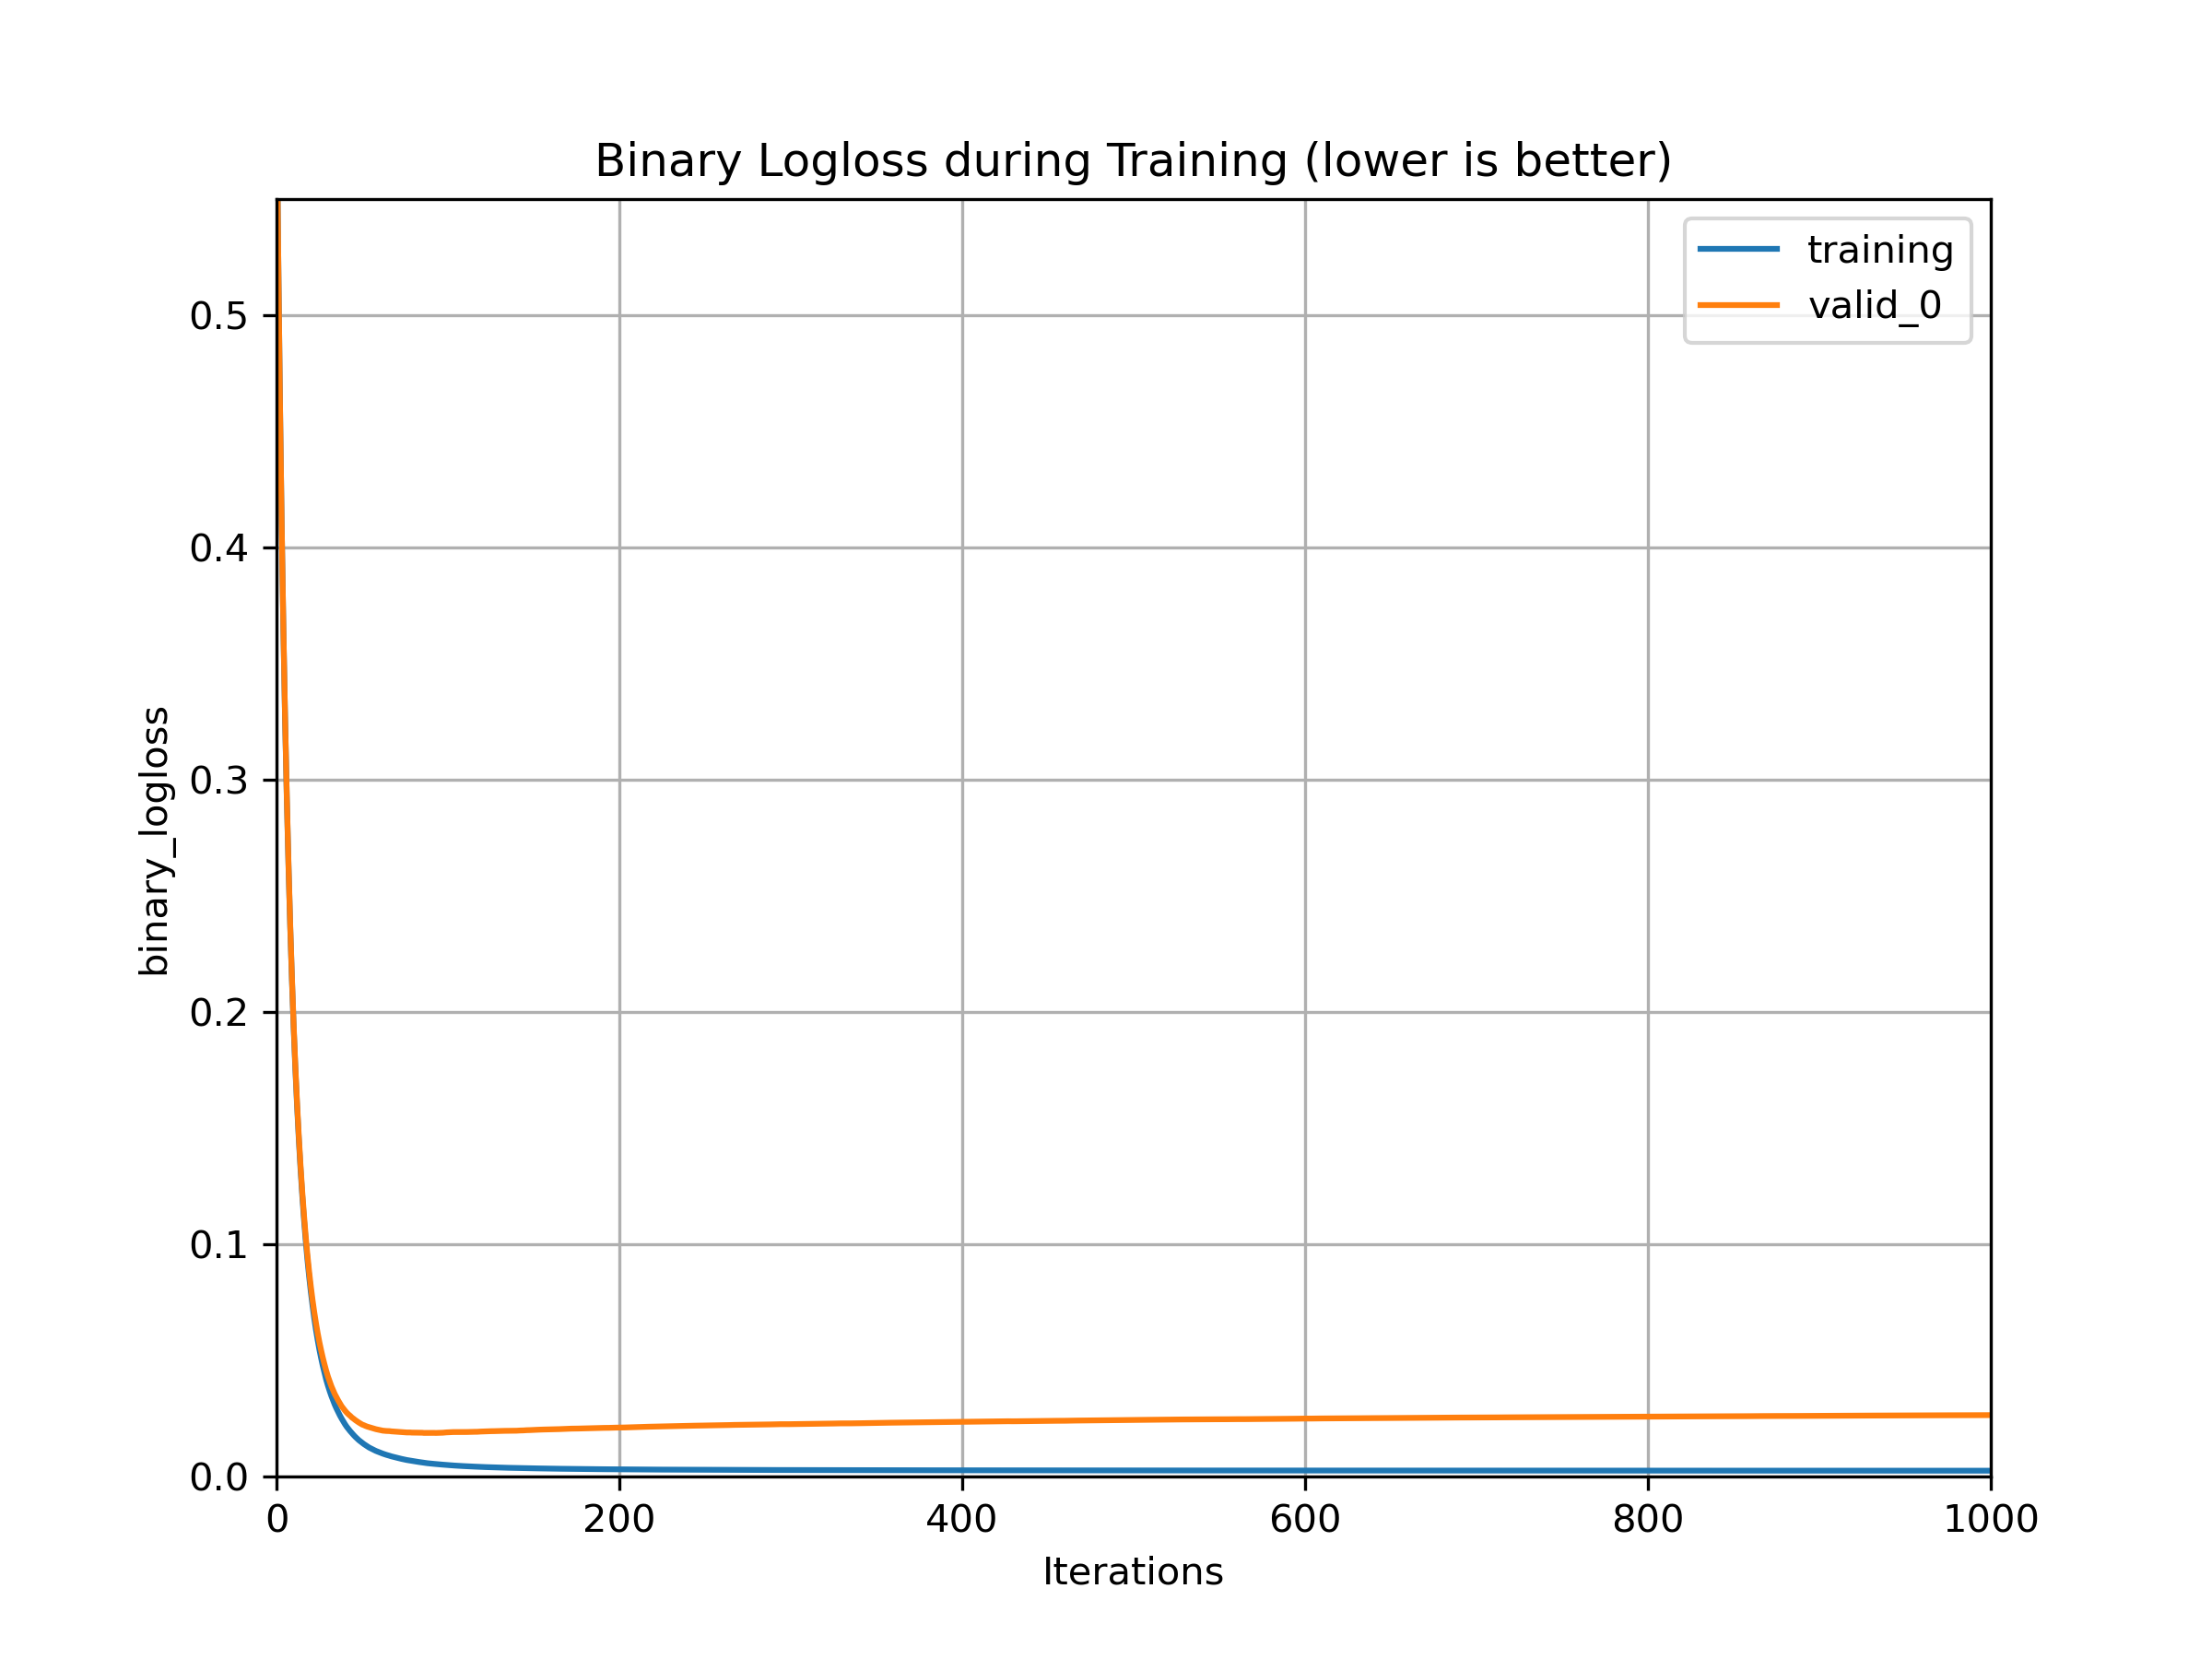 Binary Logloss during Training (lower is better)
training
valid_0
binary_logloss
0.5
0.4
0.3
0.2
0.1
0.0
0 200 400 600 800 1000
Iterations